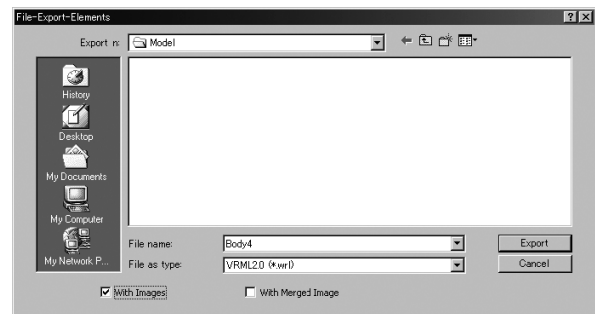 File-Export-Elements
Export n:
Model
History
Desktop
My Documents
My Computer
My Network P...
File name:
Body4
Export
File as type:
VRML2.0 (*.wrl)
Cancel
With Images
With Merged Image